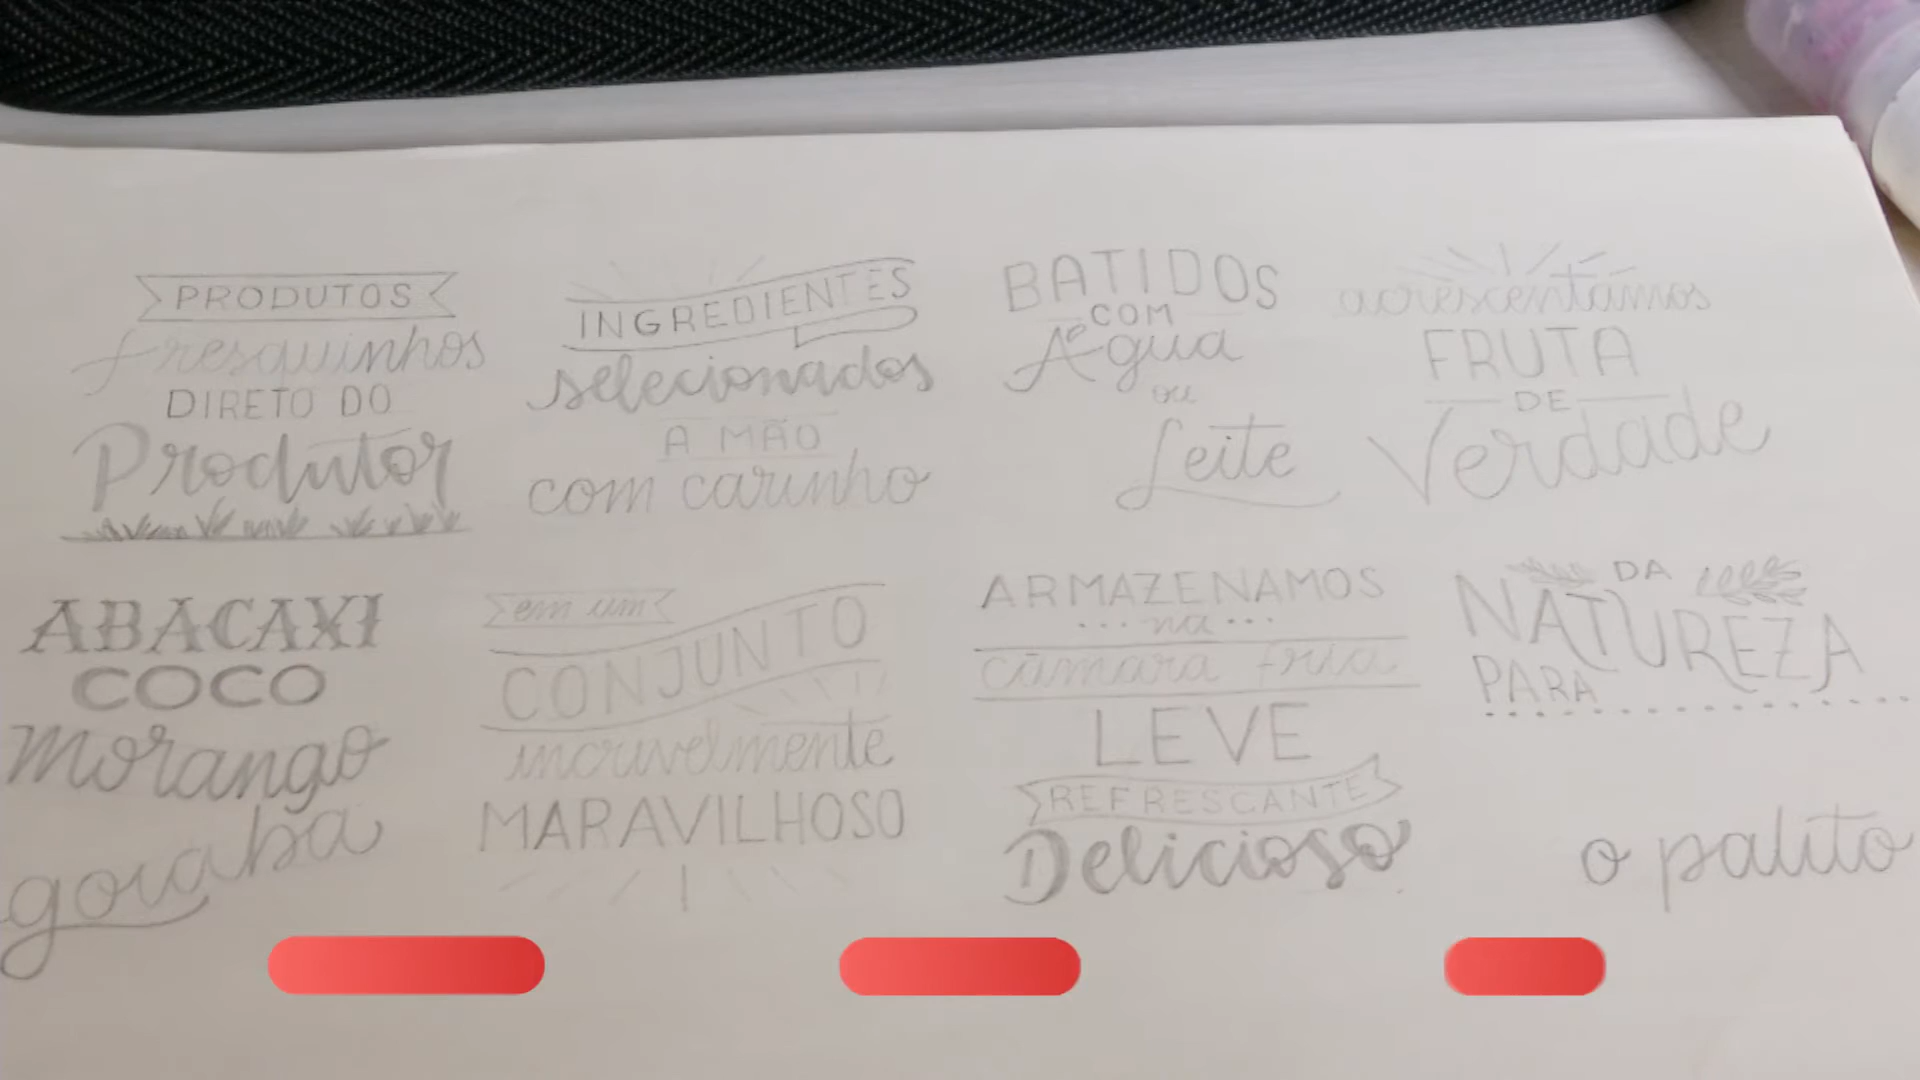 PRODUTOS
fresquinhos
DIRETO DO
Produtor
INGREDIENTES
selecionados
A MÃO
com carinho
BATIDOS
COM
Água
ou
Leite
acrescentamos
FRUTA
DE
Verdade
ABACAXI
COCO
Morango
goiaba
em um
CONJUNTO
incrivelmente
MARAVILHOSO
ARMAZENAMOS
na
câmara fria
LEVE
REFRESCANTE
Delicioso
DA
NATUREZA
PARA
o palito